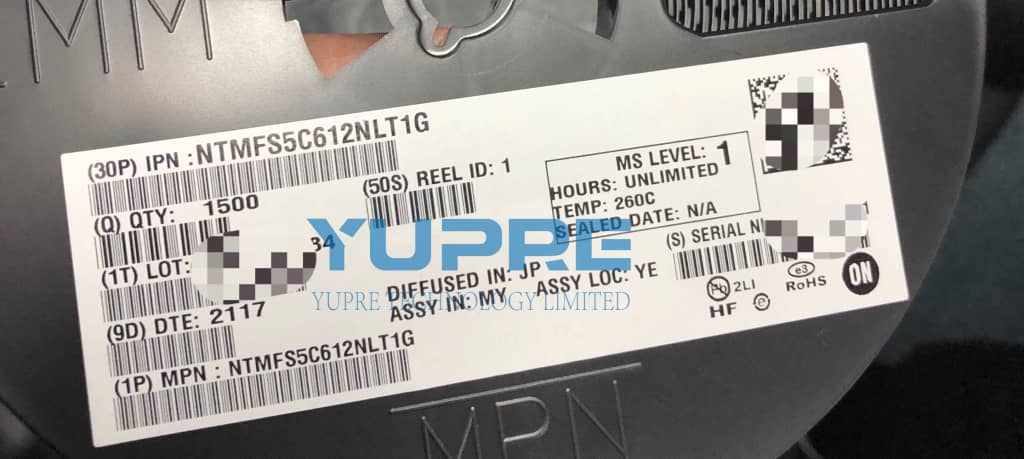 MM
(30P) IPN : NTMFS5C612NLT1G
(Q) QTY: 1500
(50S) REEL ID: 1
MS LEVEL: 1
HOURS: UNLIMITED
TEMP: 260C
SEALED DATE: N/A
(1T) LOT: 34
YUPRE
YUPRE TECHNOLOGY LIMITED
(S) SERIAL N
DIFFUSED IN: JP
ASSY IN: MY ASSY LOC: YE
(9D) DTE: 2117
(1P) MPN : NTMFS5C612NLT1G
Pb 2LI
e3
RoHS
HF e
ON
MPN